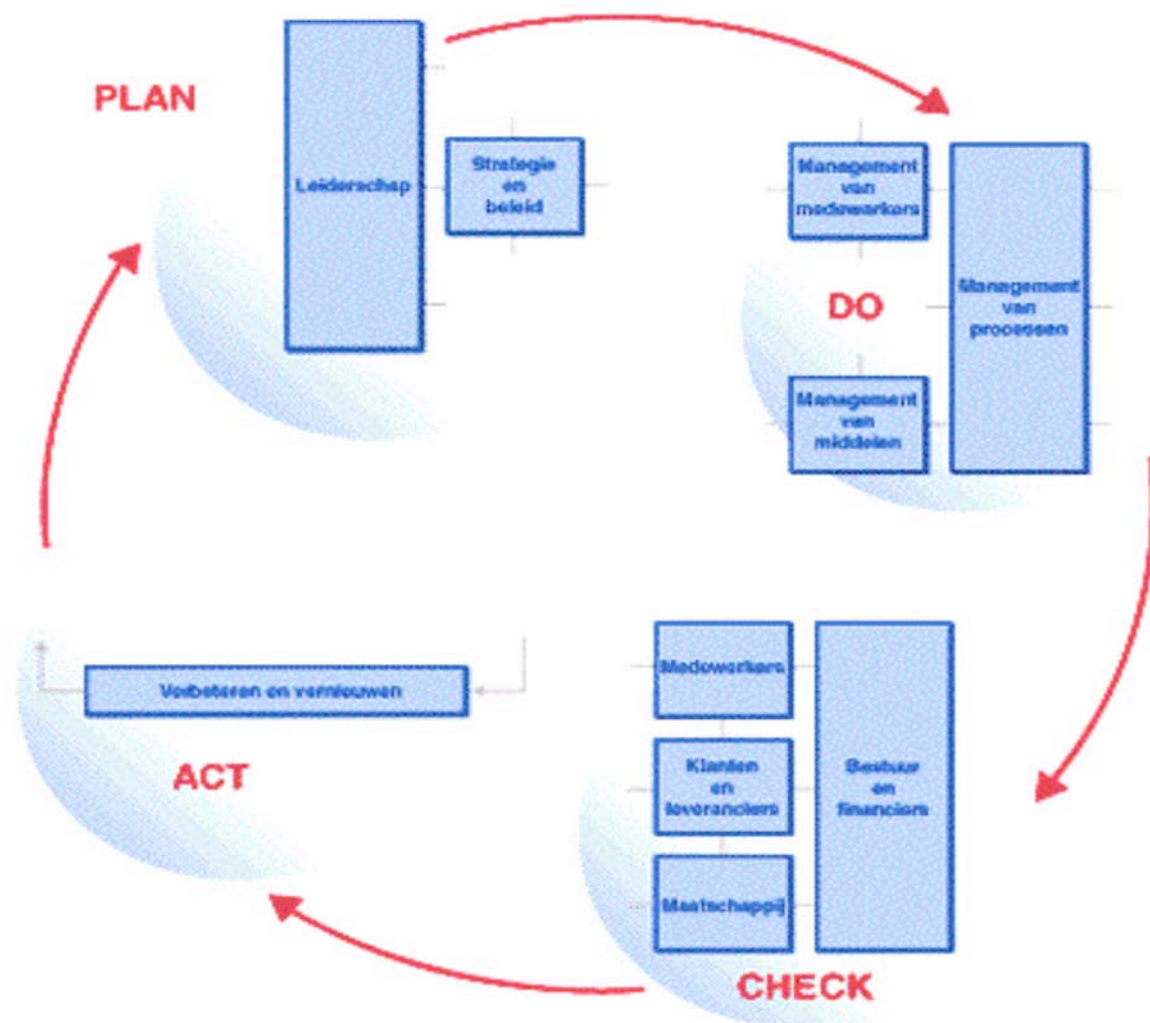 PLAN
Leiderschap
Strategie
en
beleid
Management
van
medewerkers
DO
Management
van
processen
Management
van
middelen
Medewerkers
Klanten
en
leveranciers
Maatschappij
Bestuur
en
financiers
CHECK
Verbeteren en vernieuwen
ACT